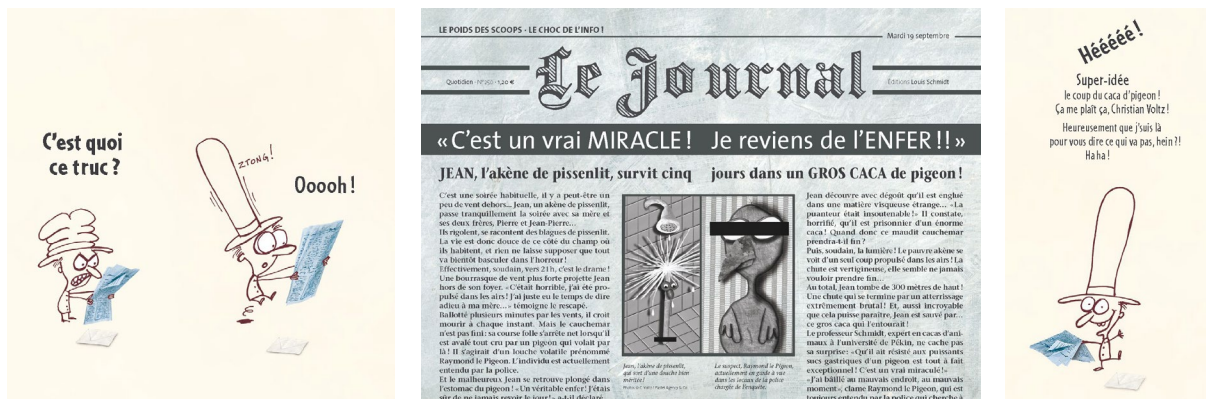 C'est quoi
ce truc ?
ZTONG!
Ooooh !
LE POIDS DES SCOOPS - LE CHOC DE L'INFO !
Mardi 19 septembre
Quotidien - N°250 - 1,20 €
Le Journal
Éditions Louis Schmidt
« C'est un vrai MIRACLE ! Je reviens de l'ENFER !! »
JEAN, l'akène de pissenlit, survit cinq jours dans un GROS CACA de pigeon !
C'est une soirée habituelle, il y a peut-être un
peu de vent dehors... Jean, un akène de pissenlit,
passe tranquillement la soirée avec sa mère et
ses deux frères, Pierre et Jean-Pierre...
Ils rigolent, se racontent des blagues de pissenlit.
La vie est donc douce de ce côté du champ où
ils habitent, et rien ne laisse supposer que tout
va bientôt basculer dans l'horreur !
Effectivement, soudain, vers 21h, c'est le drame !
Une bourrasque de vent plus forte projette Jean
hors de son foyer. «C'était horrible, j'ai été pro-
pulsé dans les airs ! J'ai juste eu le temps de dire
adieu à ma mère...» témoigne le rescapé.
Ballotté plusieurs minutes par les vents, il croit
mourir à chaque instant. Mais le cauchemar
n'est pas fini : sa course folle s'arrête net lorsqu'il
est avalé tout cru par un pigeon qui volait par
là ! Il s'agirait d'un louche volatile prénommé
Raymond le Pigeon. L'individu est actuellement
entendu par la police.
Et le malheureux Jean se retrouve plongé dans
l'estomac du pigeon ! «Un véritable enfer ! J'étais
sûr de ne jamais revoir le jour !» a-t-il déclaré.
Jean, l'akène de pissenlit,
qui sort d'une douche bien
méritée !
Le suspect, Raymond le Pigeon,
actuellement en garde à vue
dans les locaux de la police
chargée de l'enquête.
Jean découvre avec dégoût qu'il est englué
dans une matière visqueuse étrange... «La
puanteur était insoutenable !» Il constate,
horrifié, qu'il est prisonnier d'un énorme
caca ! Quand donc ce maudit cauchemar
prendra-t-il fin ?
Puis, soudain, la lumière ! Le pauvre akène se
voit d'un seul coup propulsé dans les airs ! La
chute est vertigineuse, elle semble ne jamais
vouloir prendre fin...
Au total, Jean tombe de 300 mètres de haut !
Une chute qui se termine par un atterrissage
extrêmement brutal ! Et, aussi incroyable
que cela puisse paraître, Jean est sauvé par...
ce gros caca qui l'entourait !
Le professeur Schmidt, expert en cacas d'ani-
maux à l'université de Pékin, ne cache pas
sa surprise : «Qu'il ait résisté aux puissants
sucs gastriques d'un pigeon est tout à fait
exceptionnel ! C'est un vrai miraculé !»
«J'ai bâillé au mauvais endroit, au mauvais
moment», clame Raymond le Pigeon, qui est
toujours entendu par la police qui cherche à
Hééééé !
Super-idée
le coup du caca d'pigeon !
Ça me plaît ça, Christian Voltz !
Heureusement que j'suis là
pour vous dire ce qui va pas, hein ?!
Ha ha !